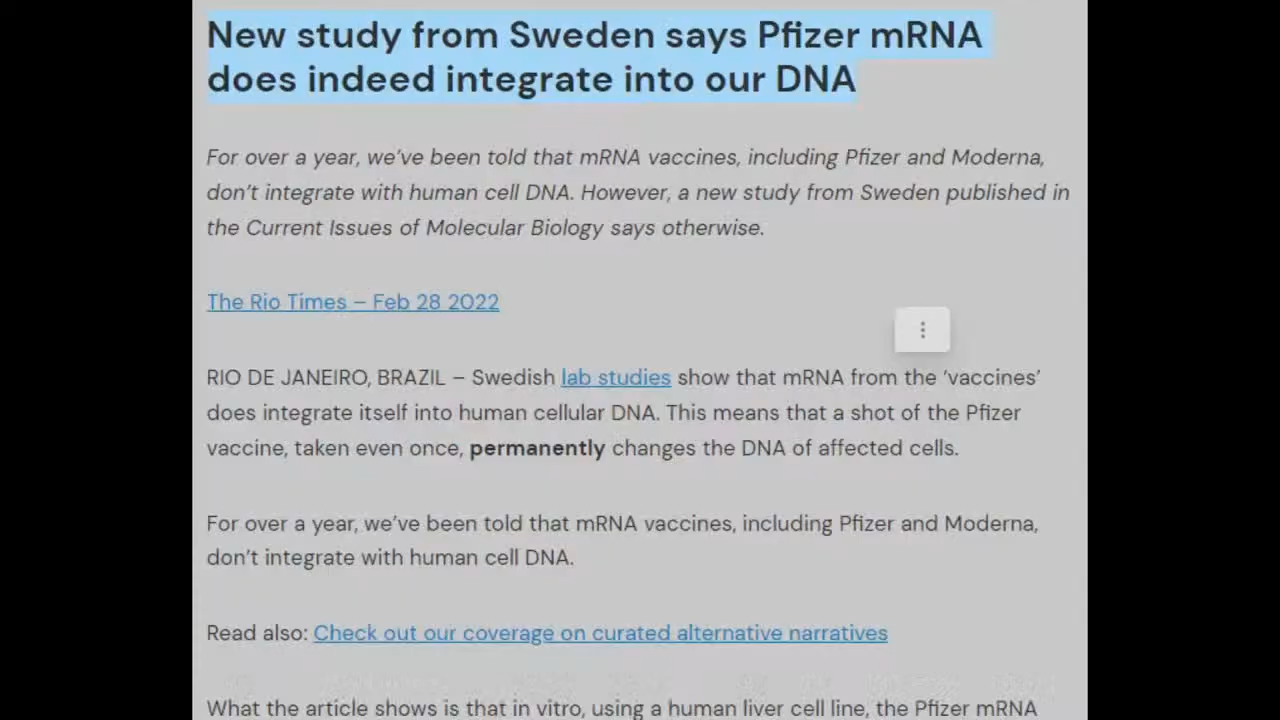 New study from Sweden says Pfizer mRNA
does indeed integrate into our DNA
For over a year, we’ve been told that mRNA vaccines, including Pfizer and Moderna,
don’t integrate with human cell DNA. However, a new study from Sweden published in
the Current Issues of Molecular Biology says otherwise.
The Rio Times – Feb 28 2022
RIO DE JANEIRO, BRAZIL – Swedish lab studies show that mRNA from the ‘vaccines’
does integrate itself into human cellular DNA. This means that a shot of the Pfizer
vaccine, taken even once, permanently changes the DNA of affected cells.
For over a year, we’ve been told that mRNA vaccines, including Pfizer and Moderna,
don’t integrate with human cell DNA.
Read also: Check out our coverage on curated alternative narratives
What the article shows is that in vitro, using a human liver cell line, the Pfizer mRNA